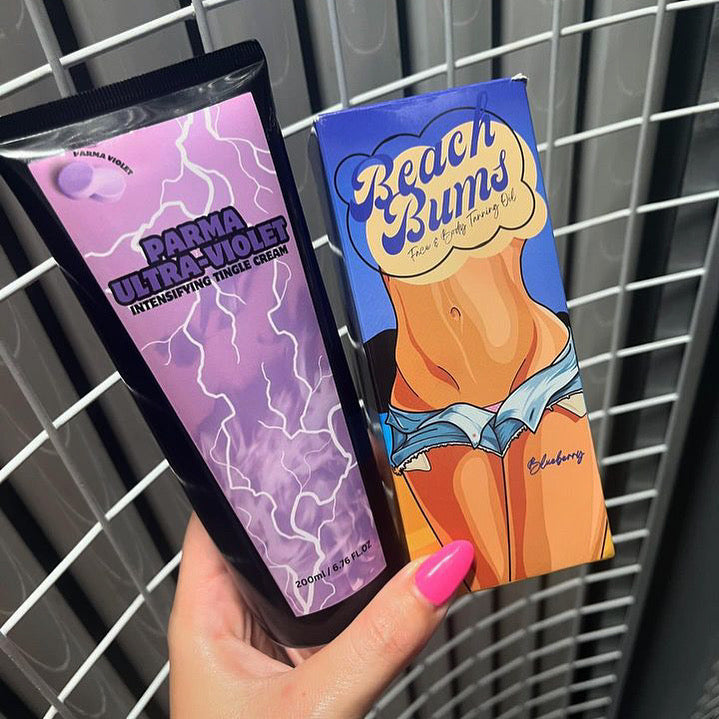 PARMA VIOLET
PARMA
ULTRA-VIOLET
INTENSIFYING TINGLE CREAM
200ml / 6.76 FL.OZ
Beach
Bums
Face & Body Tanning Oil
Blueberry